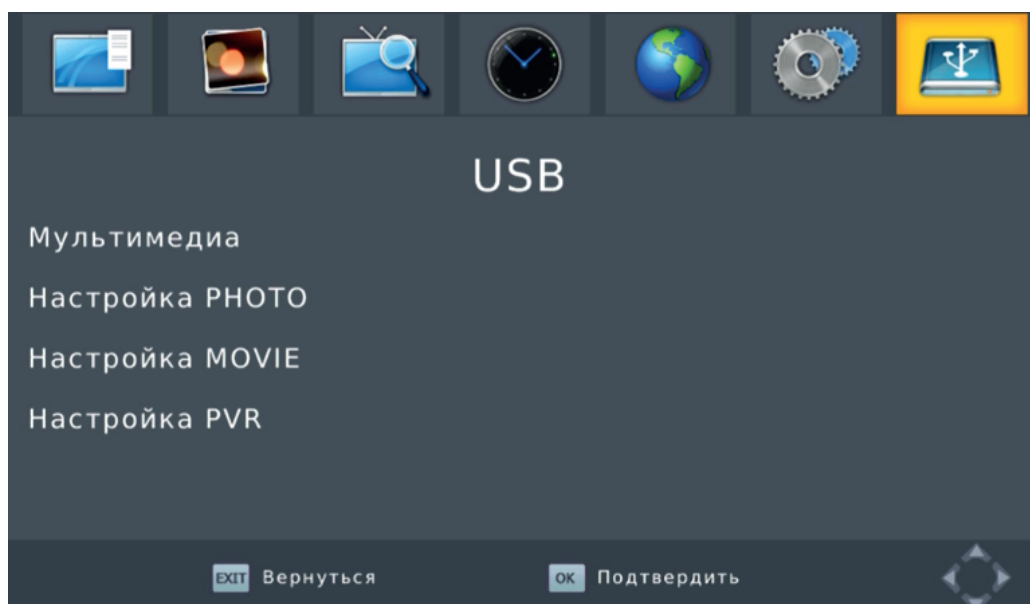 USB
Мультимедиа
Настройка PHOTO
Настройка MOVIE
Настройка PVR
EXIT Вернуться OK Подтвердить